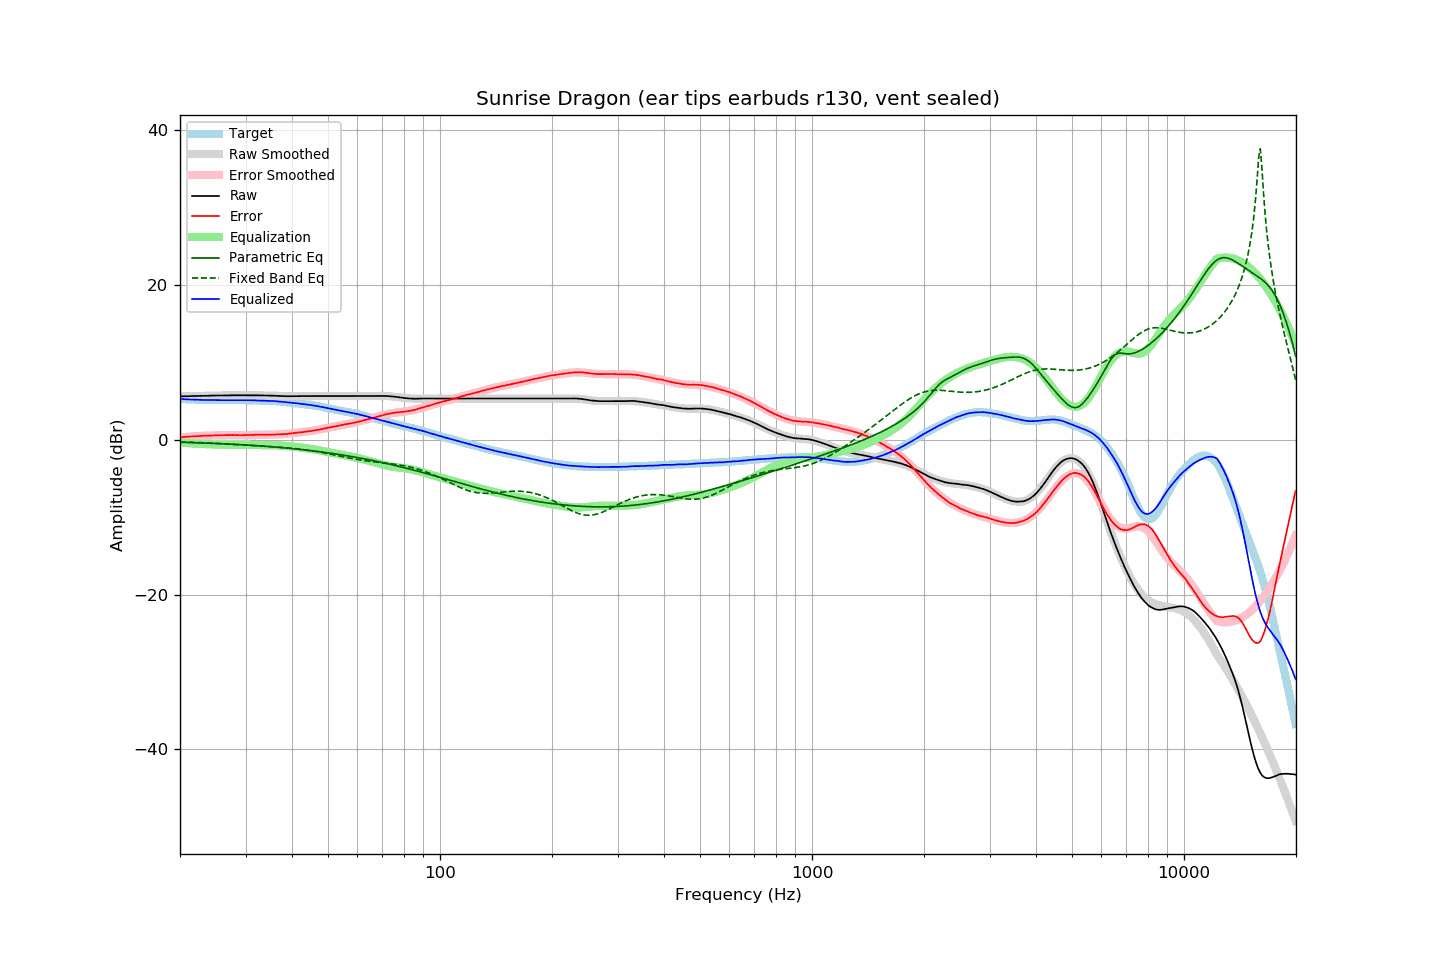 Sunrise Dragon (ear tips earbuds r130, vent sealed)
Target
Raw Smoothed
Error Smoothed
Raw
Error
Equalization
Parametric Eq
Fixed Band Eq
Equalized
40
20
0
−20
−40
Amplitude (dBr)
100
1000
10000
Frequency (Hz)